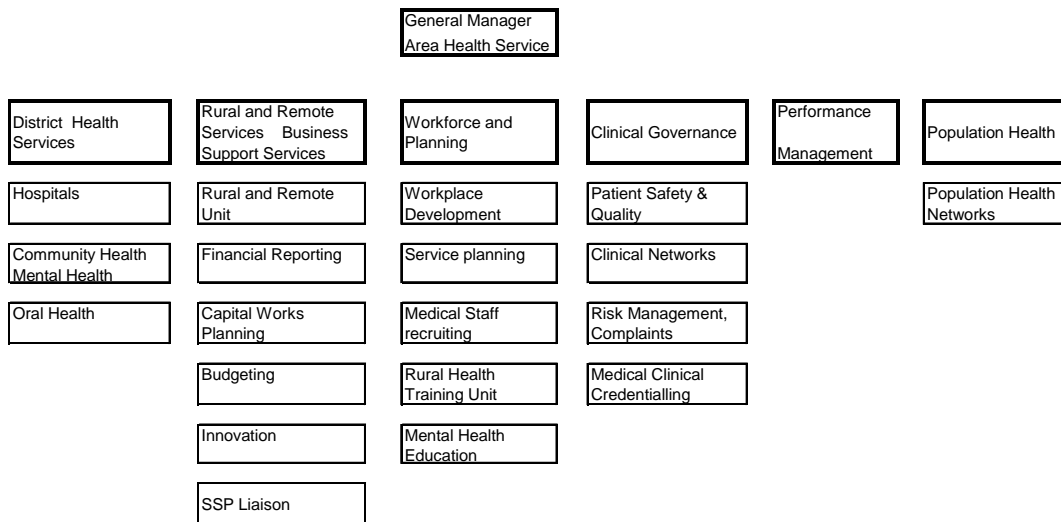 General Manager
Area Health Service
District Health
Services
Rural and Remote
Services Business
Support Services
Workforce and
Planning
Clinical Governance
Performance
Management
Population Health
Hospitals
Rural and Remote
Unit
Workplace
Development
Patient Safety &
Quality
Population Health
Networks
Community Health
Mental Health
Financial Reporting
Service planning
Clinical Networks
Oral Health
Capital Works
Planning
Medical Staff
recruiting
Risk Management,
Complaints
Budgeting
Rural Health
Training Unit
Medical Clinical
Credentialling
Innovation
Mental Health
Education
SSP Liaison